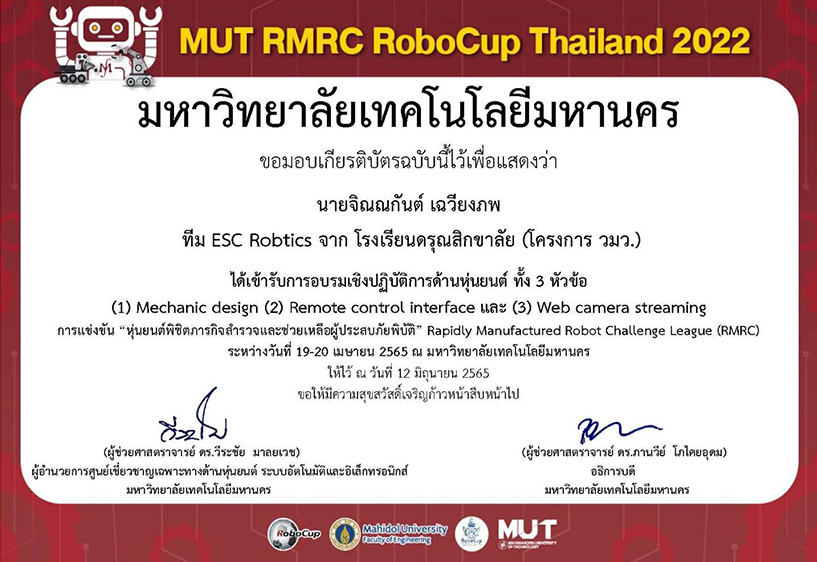 MUT RMRC RoboCup Thailand 2022
มหาวิทยาลัยเทคโนโลยีมหานคร
ขอมอบเกียรติบัตรฉบับนี้ไว้เพื่อแสดงว่า
นายจิณณกันต์ เฉวียงภพ
ทีม ESC Robtics จาก โรงเรียนดรุณสิกขาลัย (โครงการ วมว.)
ได้เข้ารับการอบรมเชิงปฏิบัติการด้านหุ่นยนต์ ทั้ง 3 หัวข้อ
(1) Mechanic design (2) Remote control interface และ (3) Web camera streaming
การแข่งขัน “หุ่นยนต์พิชิตภารกิจสำรวจและช่วยเหลือผู้ประสบภัยพิบัติ” Rapidly Manufactured Robot Challenge League (RMRC)
ระหว่างวันที่ 19-20 เมษายน 2565 ณ มหาวิทยาลัยเทคโนโลยีมหานคร
ให้ไว้ ณ วันที่ 12 มิถุนายน 2565
ขอให้มีความสุขสวัสดิ์เจริญก้าวหน้าสืบหน้าไป
(ผู้ช่วยศาสตราจารย์ ดร.วีระชัย มาลยเวช)
ผู้อำนวยการศูนย์เชี่ยวชาญเฉพาะทางด้านหุ่นยนต์ ระบบอัตโนมัติและอิเล็กทรอนิกส์
มหาวิทยาลัยเทคโนโลยีมหานคร
(ผู้ช่วยศาสตราจารย์ ดร.ภานวีย์ โภไคยอุดม)
อธิการบดี
มหาวิทยาลัยเทคโนโลยีมหานคร
RoboCup
Mahidol University
Faculty of Engineering
RoboCup
MUT
MAHANAKORN UNIVERSITY
OF TECHNOLOGY